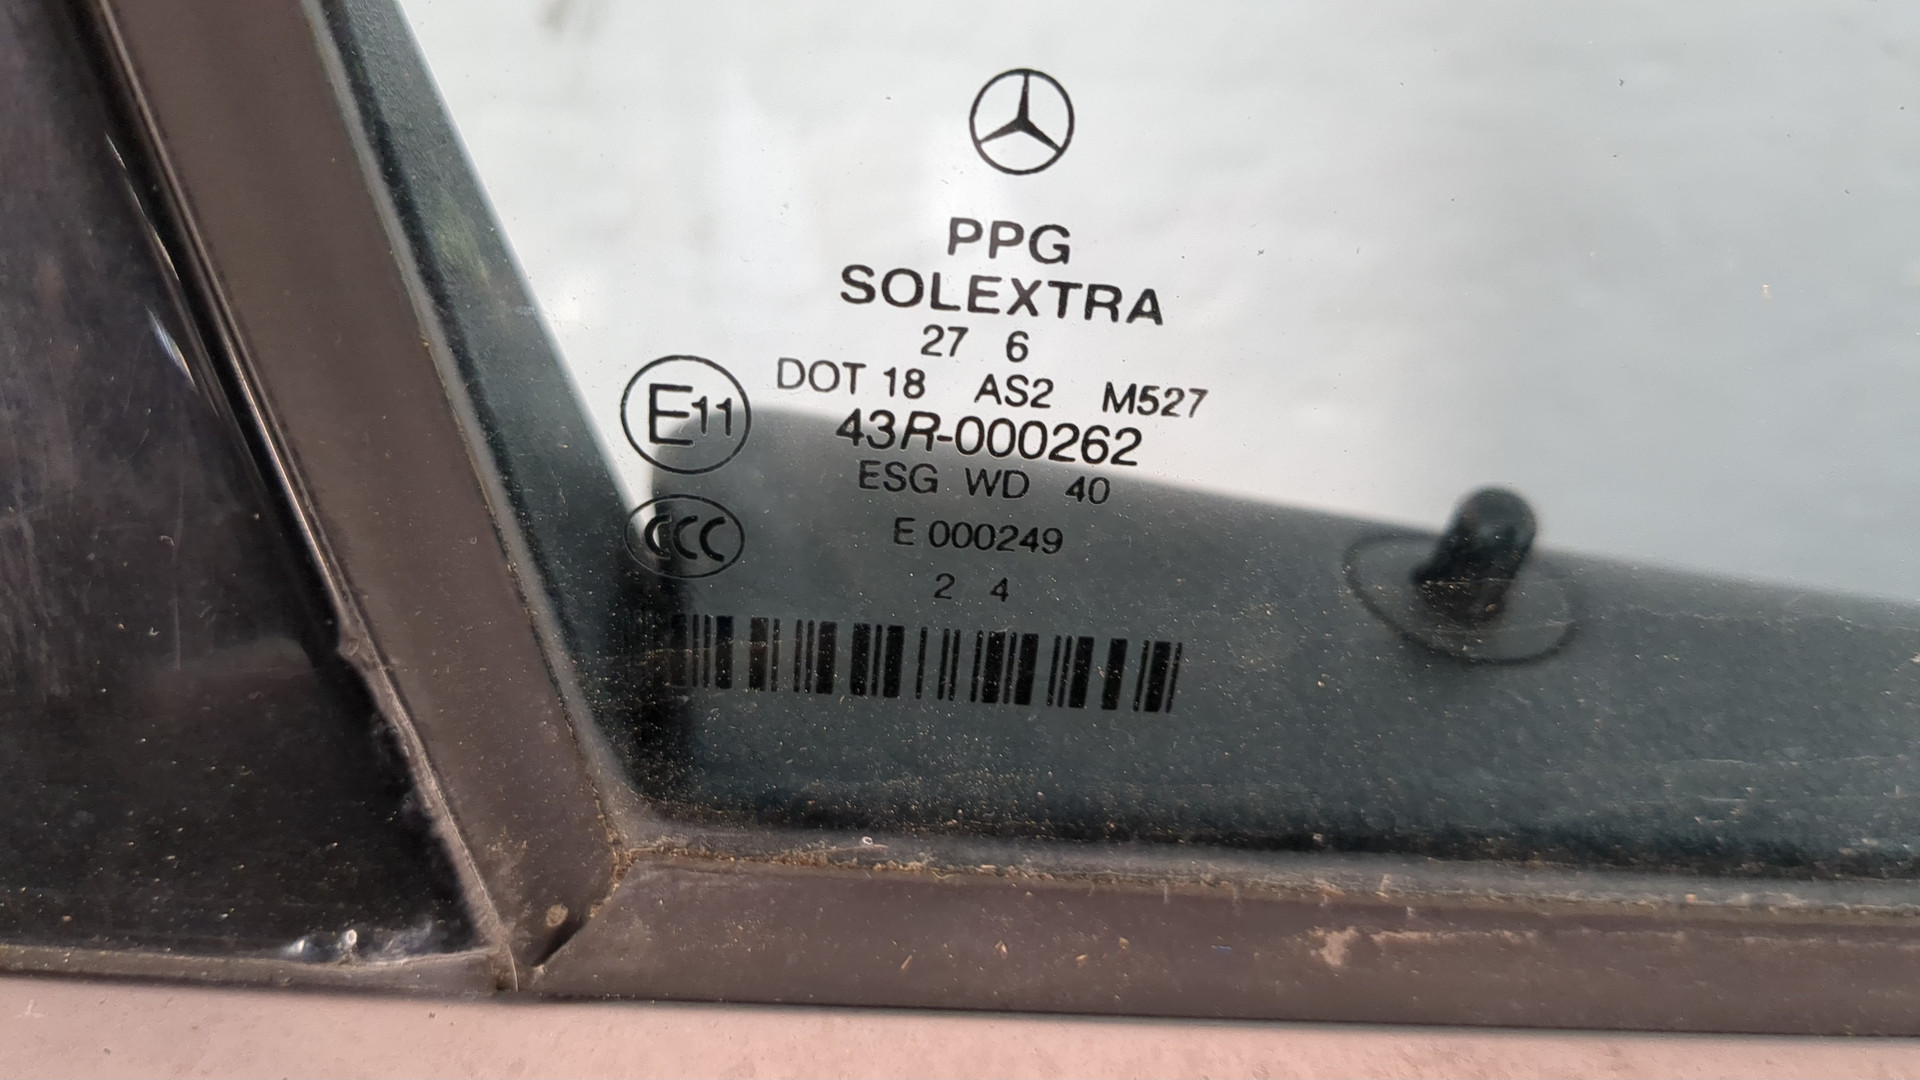 PPG
SOLEXTRA
27 6
DOT 18 AS2 M527
E11
43R-000262
ESG WD 40
CCC
E 000249
2 4